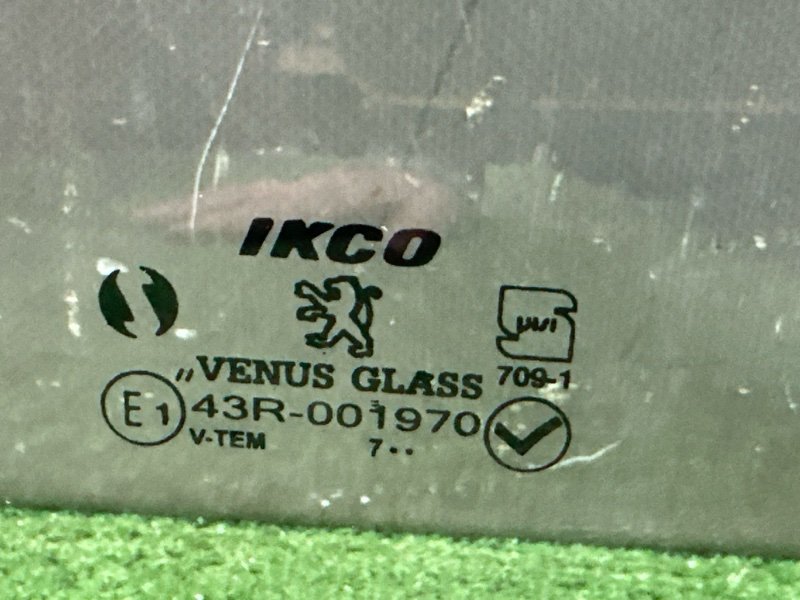 IKCO
„VENUS GLASS 709-1
E1 43R-001970
V-TEM 7••